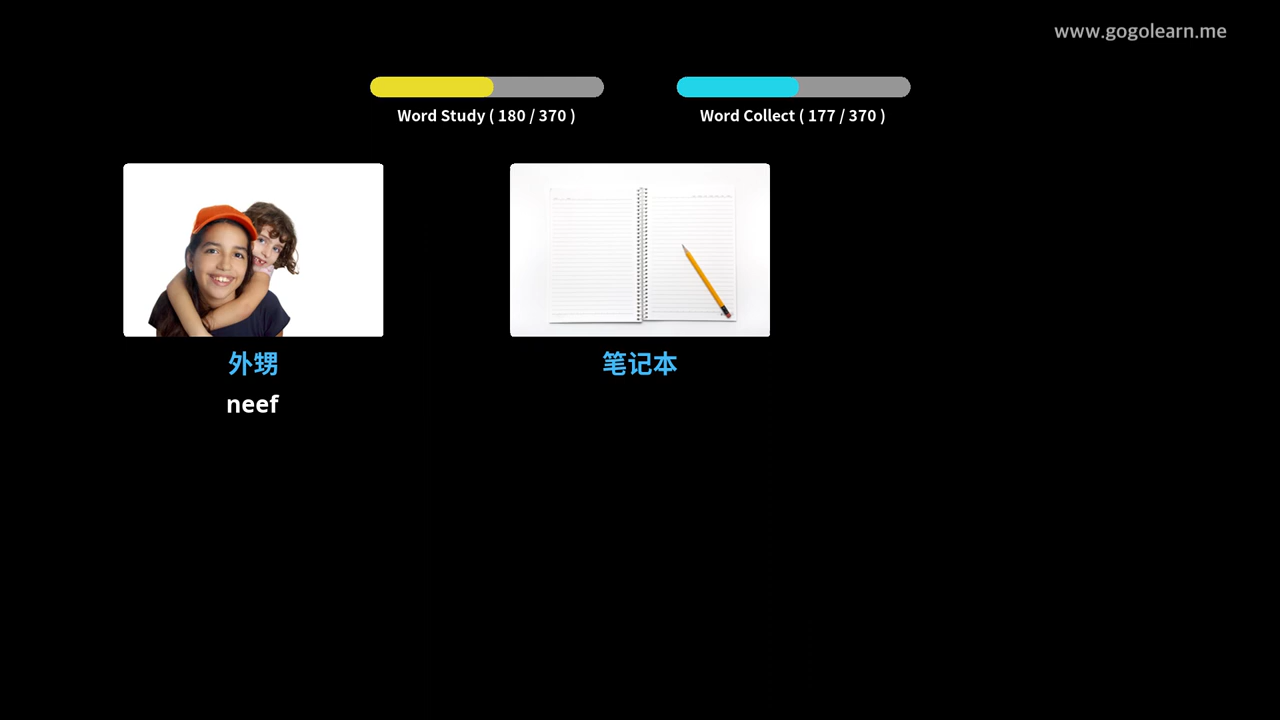 www.gogolearn.me
Word Study ( 180 / 370 )
Word Collect ( 177 / 370 )
外甥
neef
笔记本